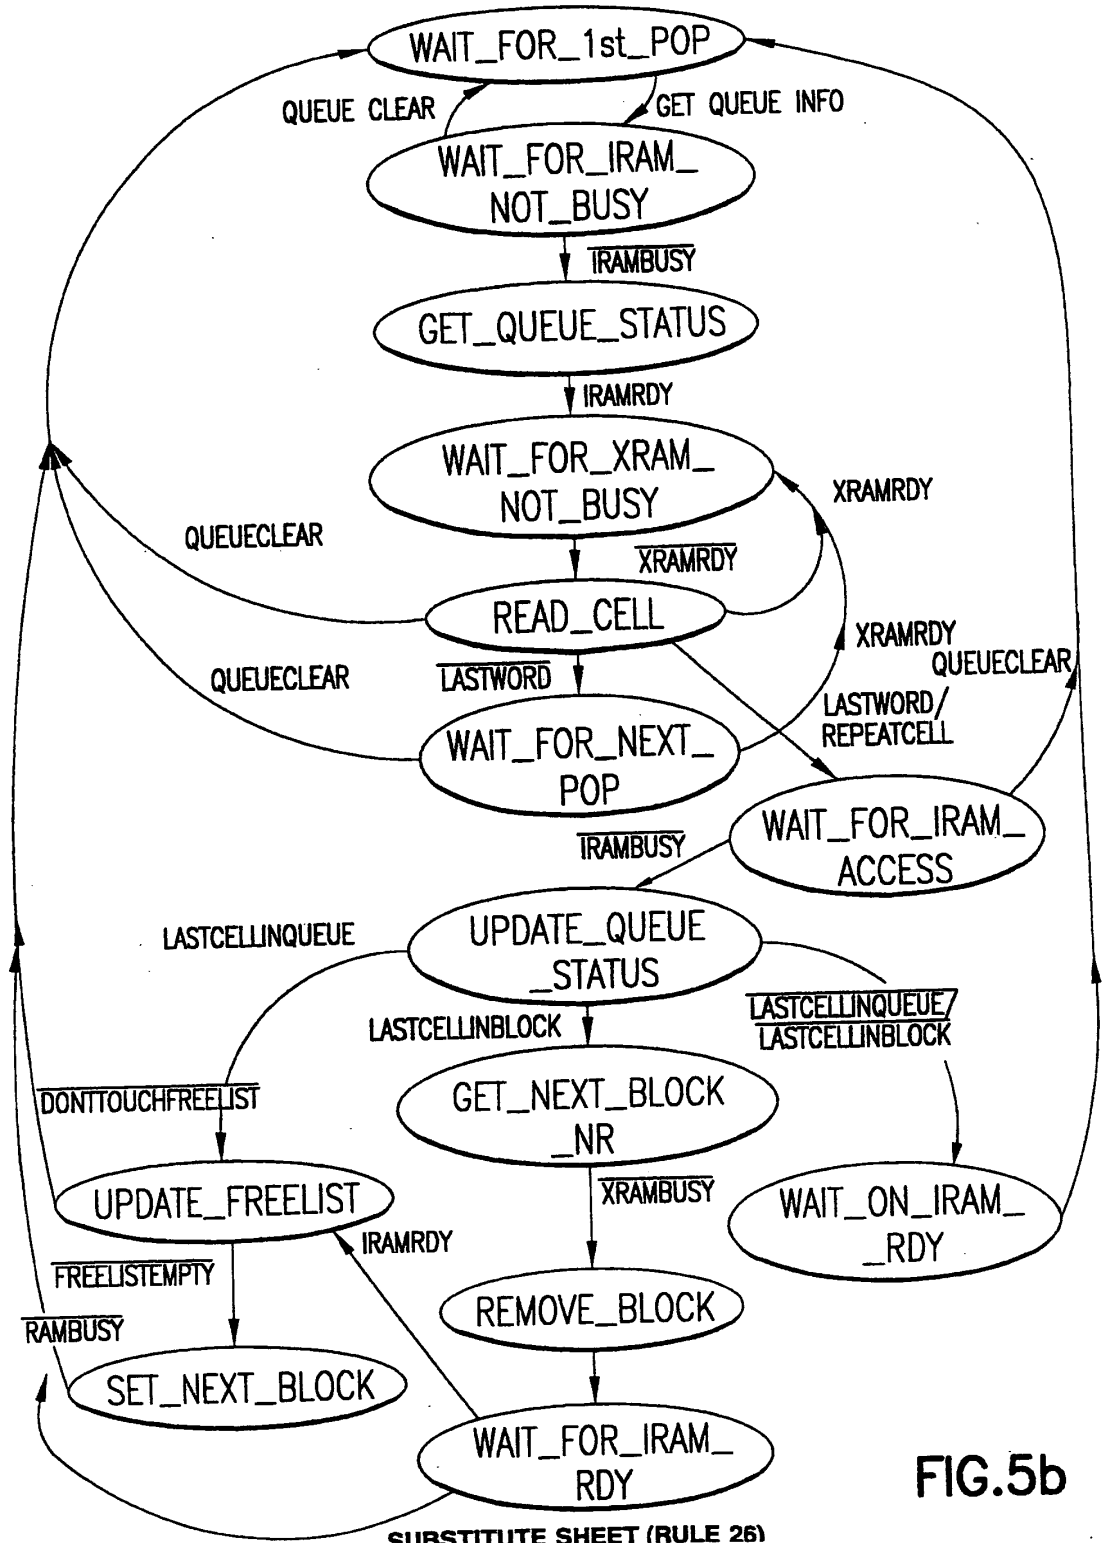 WAIT_FOR_1st_POP
QUEUE CLEAR
GET QUEUE INFO
WAIT_FOR_IRAM_
NOT_BUSY
IRAMBUSY
GET_QUEUE_STATUS
IRAMRDY
WAIT_FOR_XRAM_
NOT_BUSY
XRAMRDY
QUEUECLEAR
XRAMRDY
READ_CELL
XRAMRDY
QUEUECLEAR
QUEUECLEAR
LASTWORD
LASTWORD/
REPEATCELL
WAIT_FOR_NEXT_
POP
WAIT_FOR_IRAM_
ACCESS
IRAMBUSY
LASTCELLINQUEUE
UPDATE_QUEUE
_STATUS
LASTCELLINBLOCK
LASTCELLINQUEUE/
LASTCELLINBLOCK
DONTTOUCHFREELIST
GET_NEXT_BLOCK
_NR
UPDATE_FREELIST
XRAMBUSY
WAIT_ON_IRAM_
_RDY
IRAMRDY
FREELISTEMPTY
REMOVE_BLOCK
RAMBUSY
SET_NEXT_BLOCK
WAIT_FOR_IRAM_
RDY
FIG.5b
SUBSTITUTE SHEET (RULE 26)